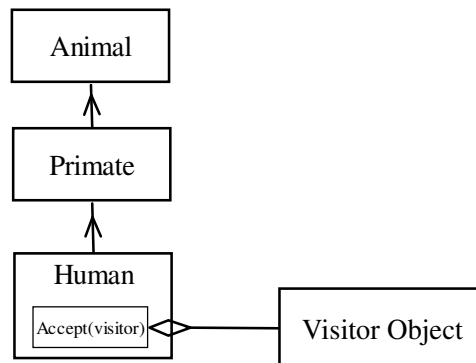 Animal
Primate
Human
Accept(visitor)
Visitor Object